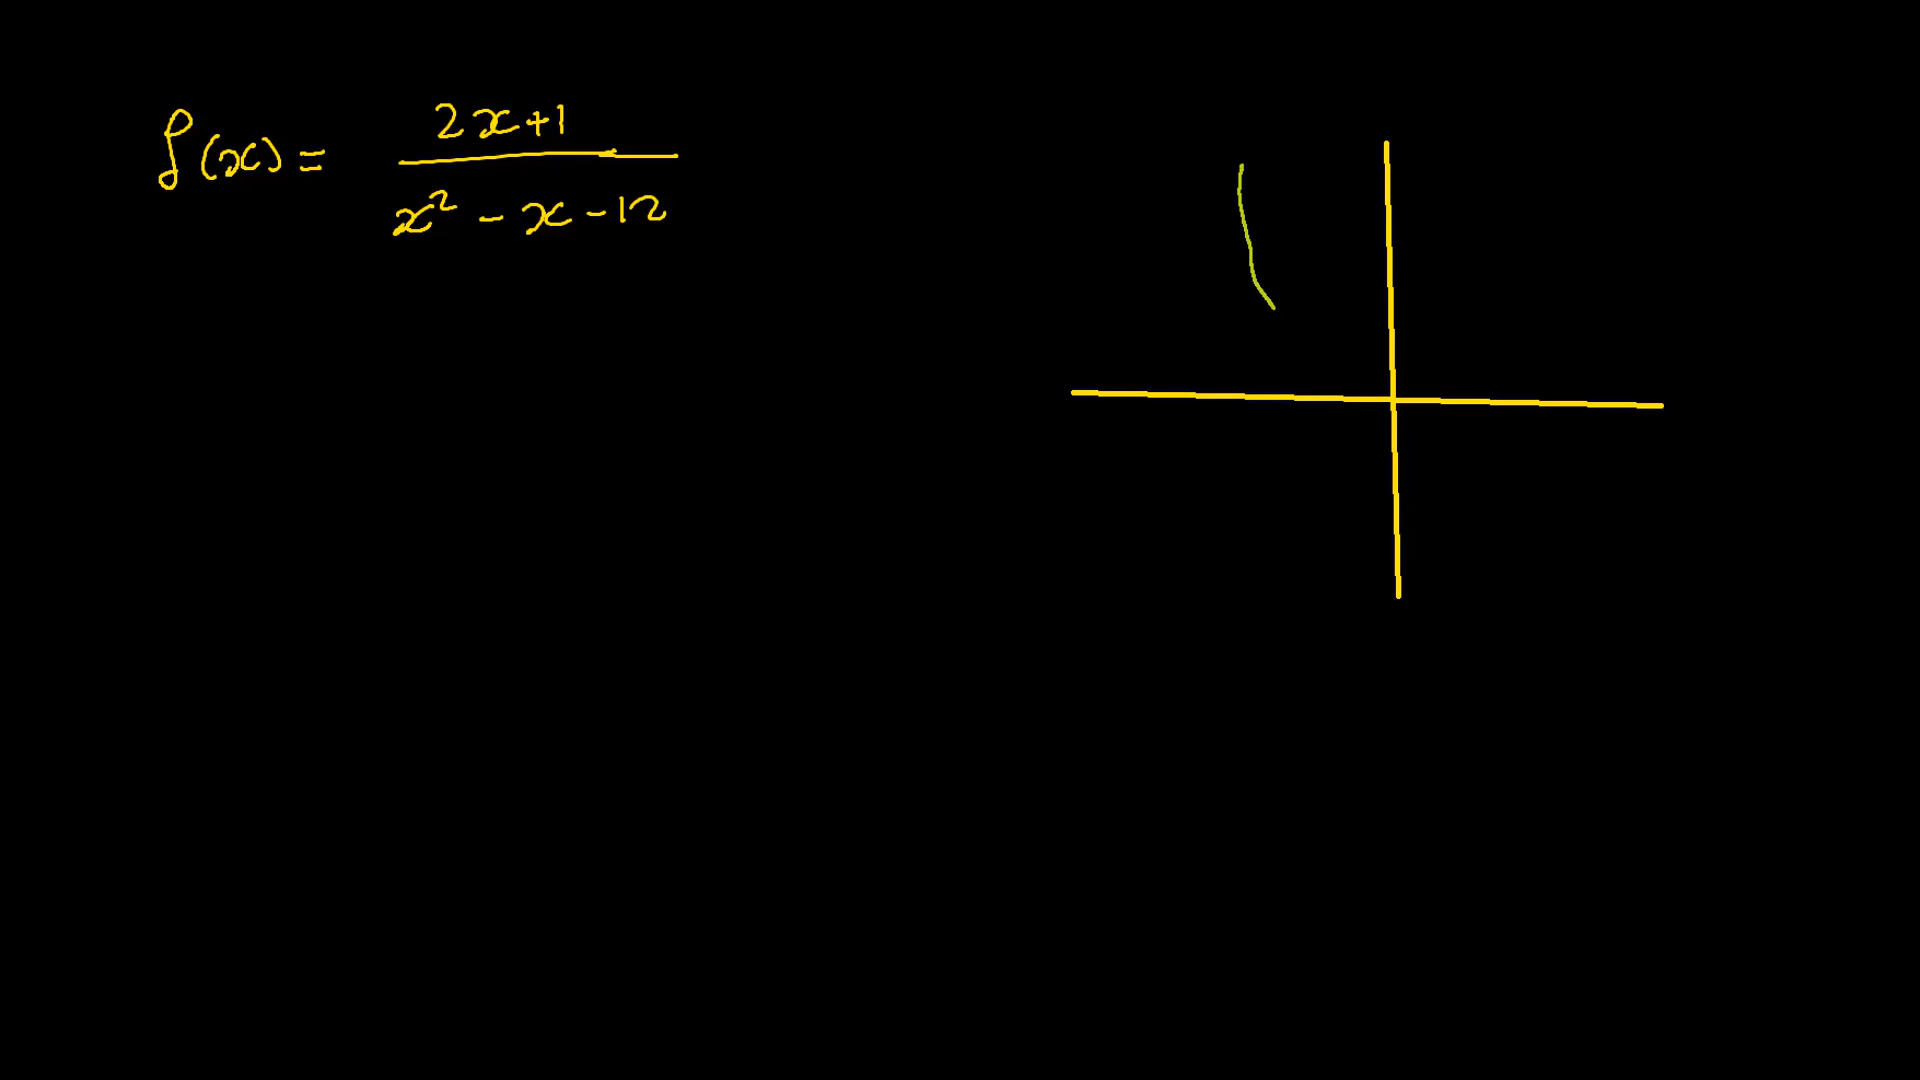 f(x) = 2x+1
x² - x - 12